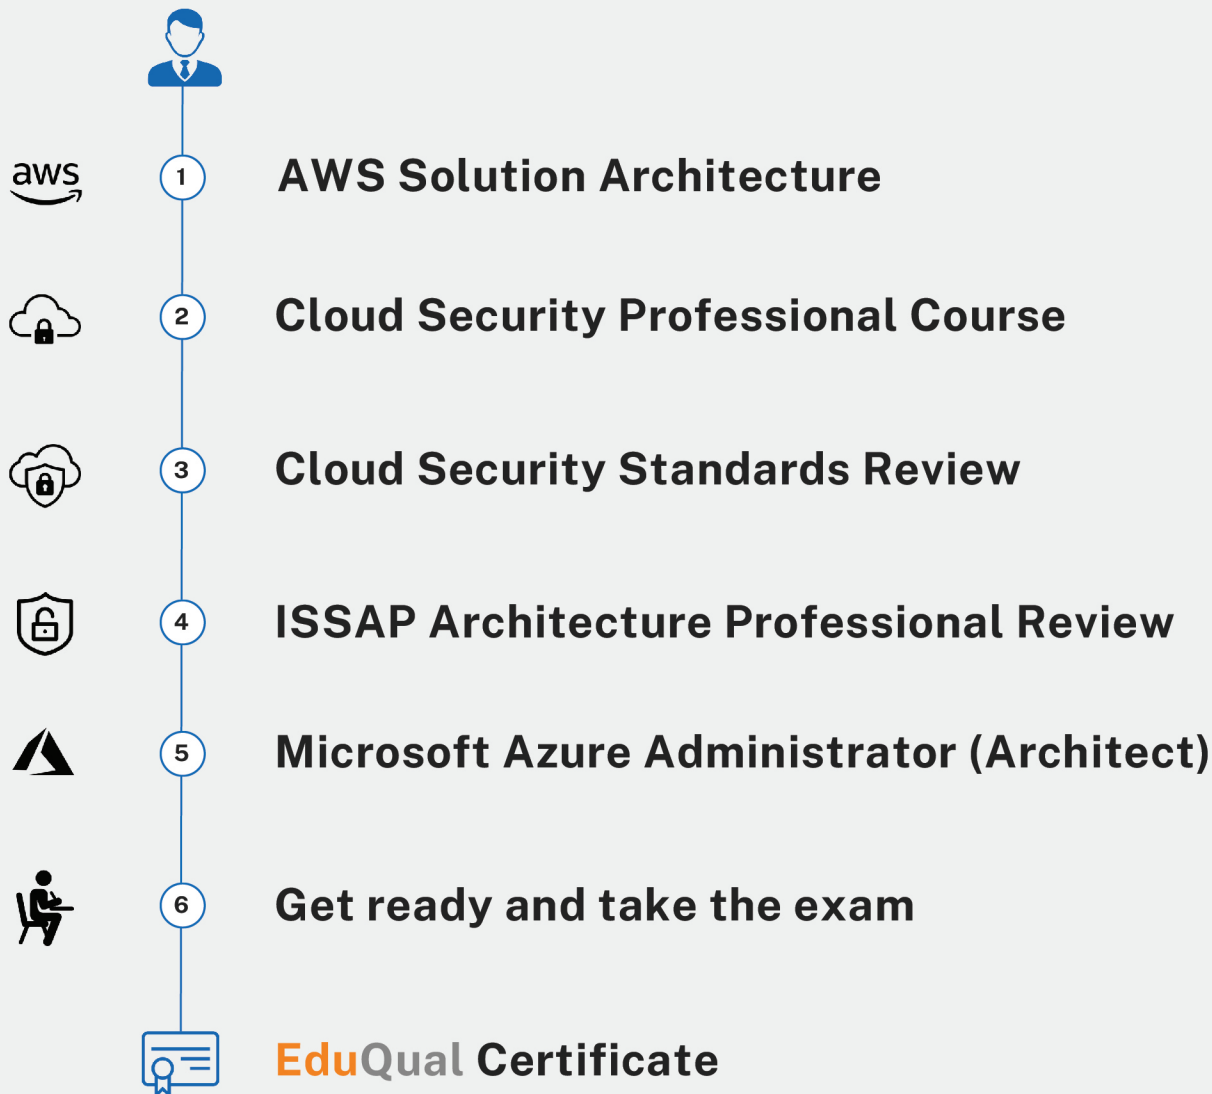 aws
1
AWS Solution Architecture
2
Cloud Security Professional Course
3
Cloud Security Standards Review
4
ISSAP Architecture Professional Review
5
Microsoft Azure Administrator (Architect)
6
Get ready and take the exam
EduQual Certificate